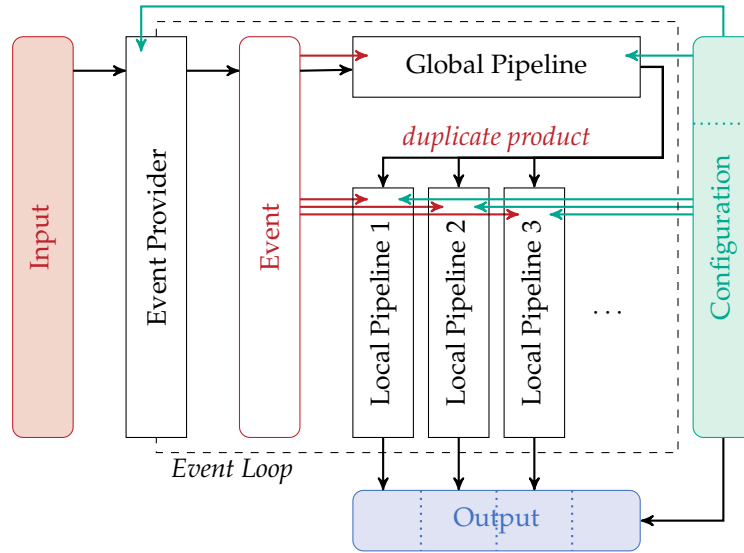 Global Pipeline
duplicate product
Input
Event Provider
Event
Local Pipeline 1
Local Pipeline 2
Local Pipeline 3
...
Configuration
Event Loop
Output